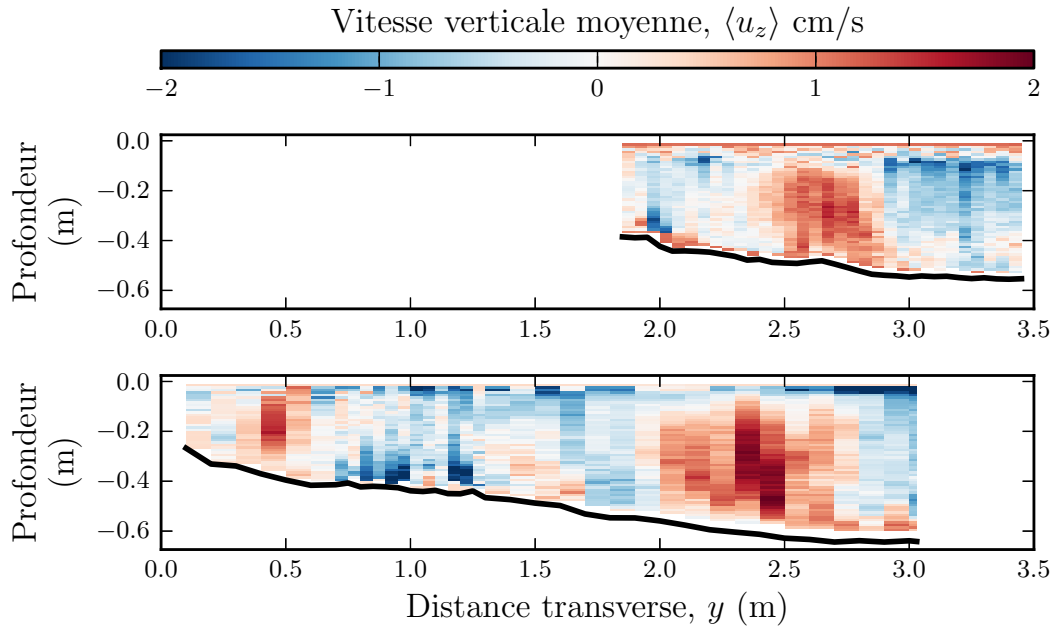 Vitesse verticale moyenne, ⟨u_z⟩ cm/s
−2 −1 0 1 2
Profondeur
(m)
0.0
−0.2
−0.4
−0.6
0.0 0.5 1.0 1.5 2.0 2.5 3.0 3.5
Profondeur
(m)
0.0
−0.2
−0.4
−0.6
0.0 0.5 1.0 1.5 2.0 2.5 3.0 3.5
Distance transverse, y (m)